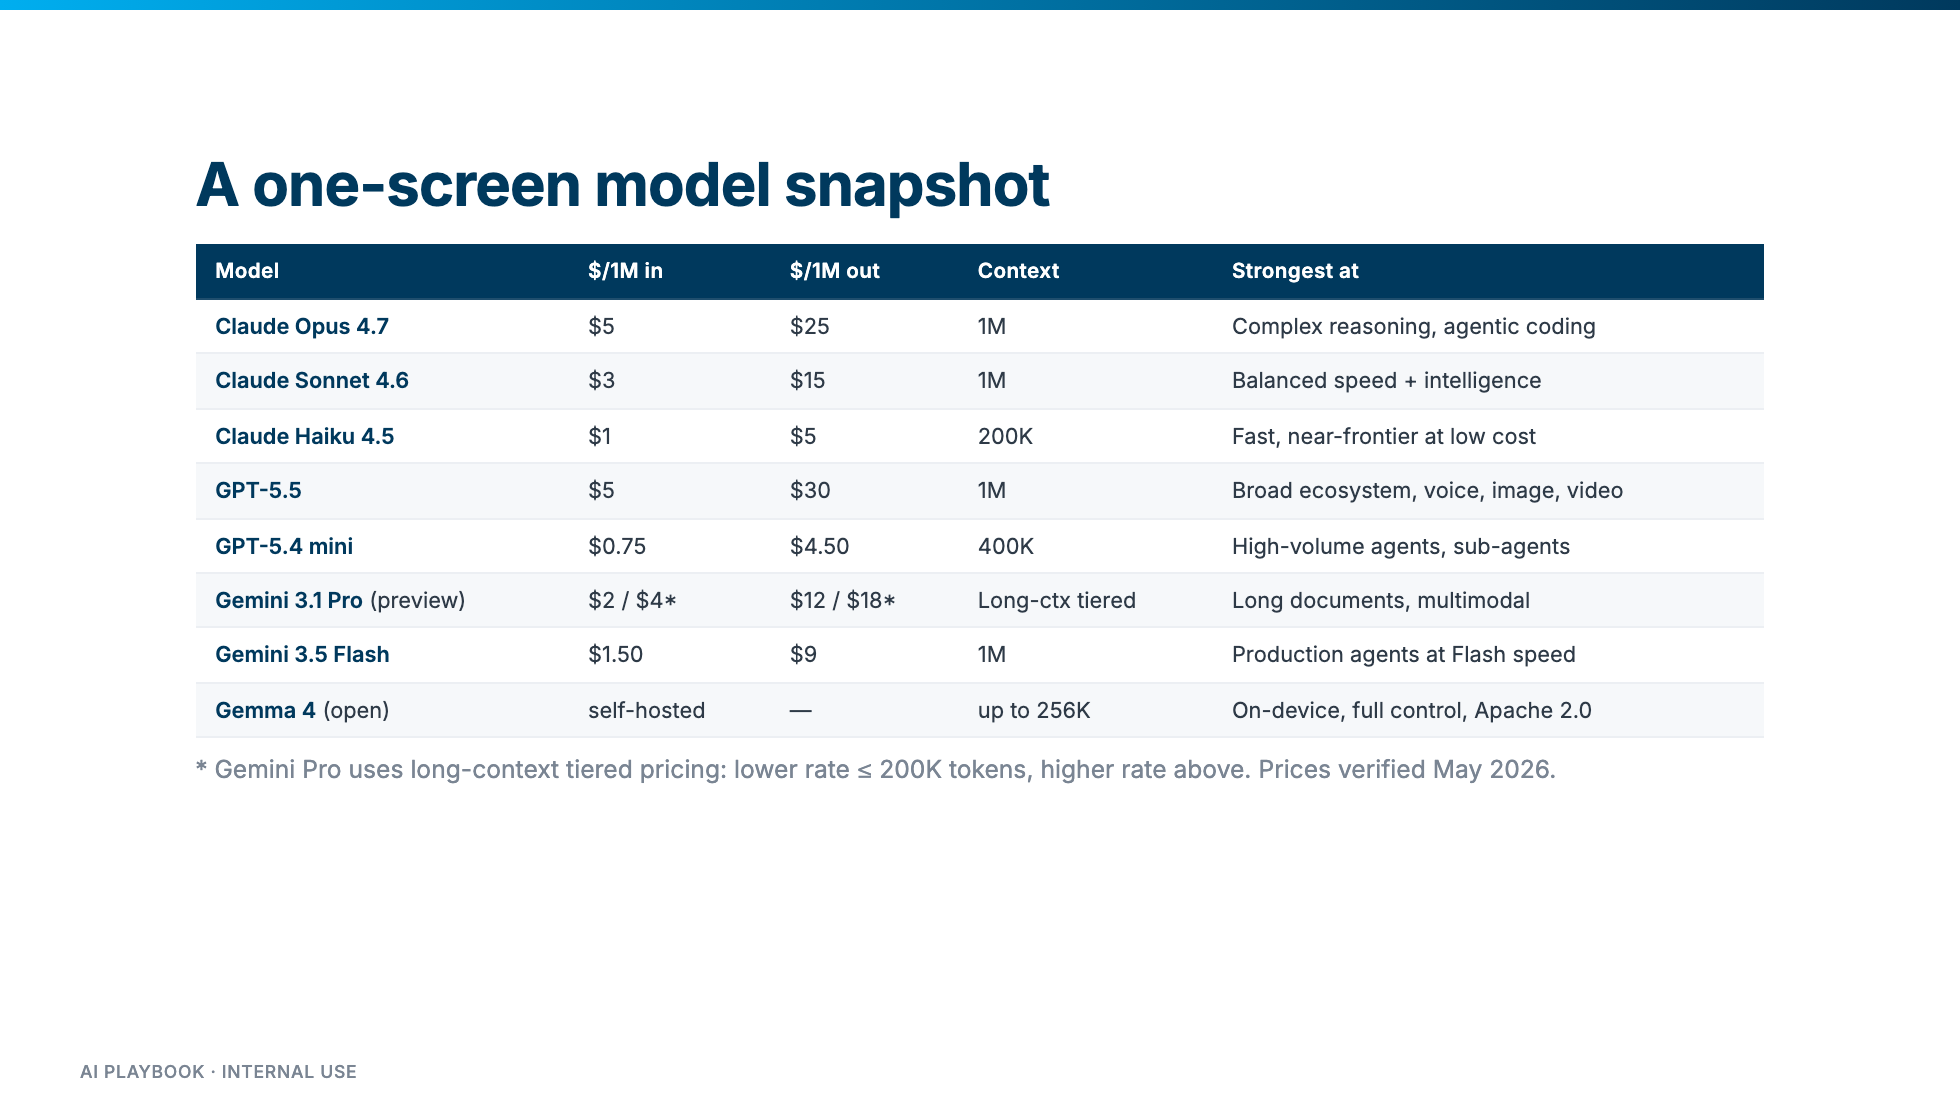 A one-screen model snapshot
Model $/1M in $/1M out Context Strongest at
Claude Opus 4.7 $5 $25 1M Complex reasoning, agentic coding
Claude Sonnet 4.6 $3 $15 1M Balanced speed + intelligence
Claude Haiku 4.5 $1 $5 200K Fast, near-frontier at low cost
GPT-5.5 $5 $30 1M Broad ecosystem, voice, image, video
GPT-5.4 mini $0.75 $4.50 400K High-volume agents, sub-agents
Gemini 3.1 Pro (preview) $2 / $4* $12 / $18* Long-ctx tiered Long documents, multimodal
Gemini 3.5 Flash $1.50 $9 1M Production agents at Flash speed
Gemma 4 (open) self-hosted — up to 256K On-device, full control, Apache 2.0
* Gemini Pro uses long-context tiered pricing: lower rate ≤ 200K tokens, higher rate above. Prices verified May 2026.
AI PLAYBOOK · INTERNAL USE